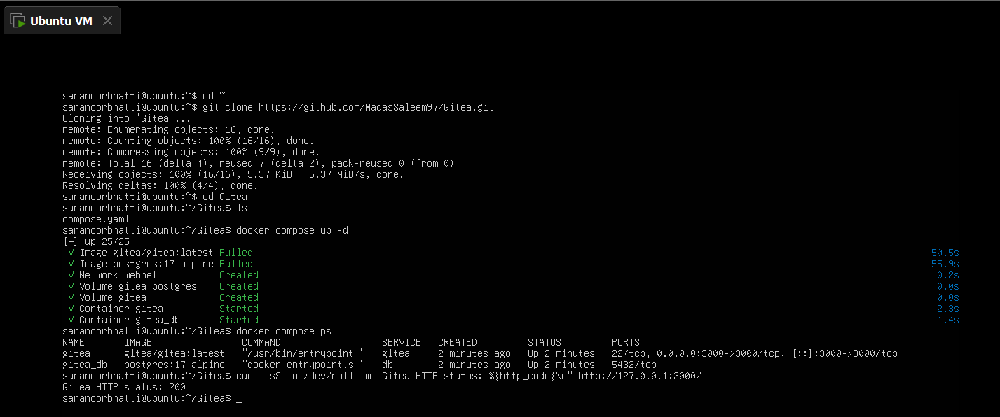 Ubuntu VM
sananoorbhatti@ubuntu:~$ cd ~
sananoorbhatti@ubuntu:~$ git clone https://github.com/WaqasSaleem97/Gitea.git
Cloning into 'Gitea'...
remote: Enumerating objects: 16, done.
remote: Counting objects: 100% (16/16), done.
remote: Compressing objects: 100% (9/9), done.
remote: Total 16 (delta 4), reused 7 (delta 2), pack-reused 0 (from 0)
Receiving objects: 100% (16/16), 5.37 KiB | 5.37 MiB/s, done.
Resolving deltas: 100% (4/4), done.
sananoorbhatti@ubuntu:~$ cd Gitea
sananoorbhatti@ubuntu:~/Gitea$ ls
compose.yaml
sananoorbhatti@ubuntu:~/Gitea$ docker compose up -d
[+] up 25/25
V Image gitea/gitea:latest Pulled 50.5s
V Image postgres:17-alpine Pulled 55.9s
V Network webnet Created 0.2s
V Volume gitea_postgres Created 0.0s
V Volume gitea Created 0.0s
V Container gitea Started 2.3s
V Container gitea_db Started 1.4s
sananoorbhatti@ubuntu:~/Gitea$ docker compose ps
NAME IMAGE COMMAND SERVICE CREATED STATUS PORTS
gitea gitea/gitea:latest "/usr/bin/entrypoint…" gitea 2 minutes ago Up 2 minutes 22/tcp, 0.0.0.0:3000->3000/tcp, [::]:3000->3000/tcp
gitea_db postgres:17-alpine "docker-entrypoint.s…" db 2 minutes ago Up 2 minutes 5432/tcp
sananoorbhatti@ubuntu:~/Gitea$ curl -sS -o /dev/null -w "Gitea HTTP status: %{http_code}\n" http://127.0.0.1:3000/
Gitea HTTP status: 200
sananoorbhatti@ubuntu:~/Gitea$ _